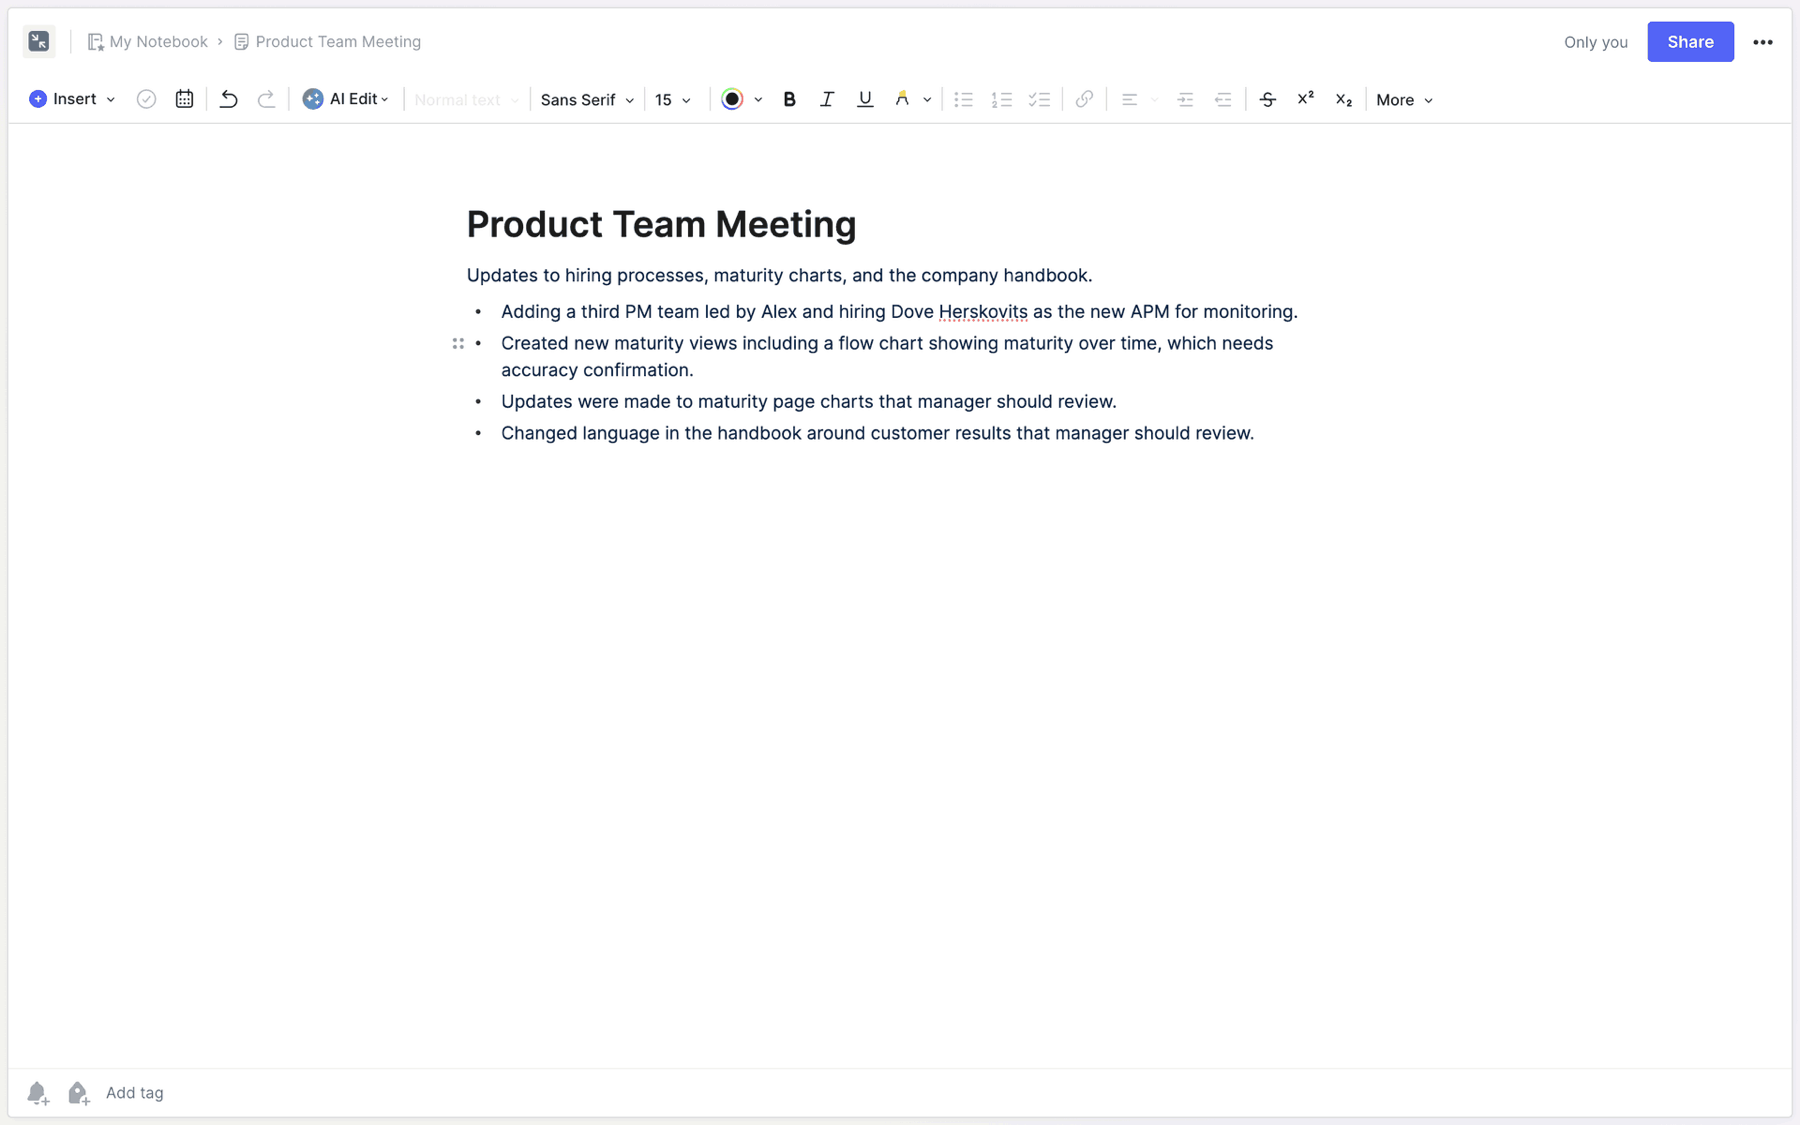 My Notebook › Product Team Meeting
Only you
Share
Insert
AI Edit
Normal text
Sans Serif
15
B I U A
S X² X₂
More
Product Team Meeting
Updates to hiring processes, maturity charts, and the company handbook.
• Adding a third PM team led by Alex and hiring Dove Herskovits as the new APM for monitoring.
• Created new maturity views including a flow chart showing maturity over time, which needs
accuracy confirmation.
• Updates were made to maturity page charts that manager should review.
• Changed language in the handbook around customer results that manager should review.
Add tag